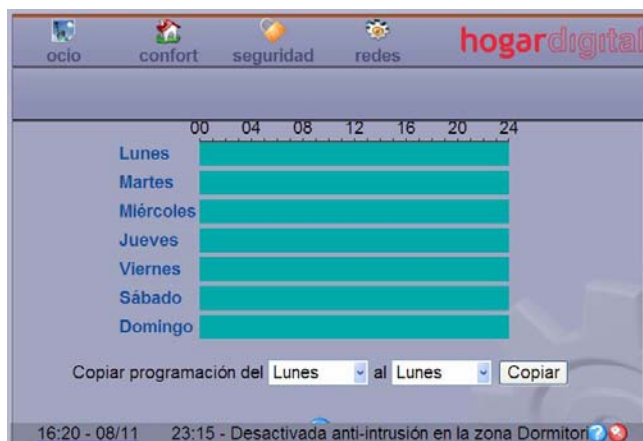 ocio confort seguridad redes hogardigital
00 04 08 12 16 20 24
Lunes
Martes
Miércoles
Jueves
Viernes
Sábado
Domingo
Copiar programación del Lunes al Lunes Copiar
16:20 - 08/11 23:15 - Desactivada anti-intrusión en la zona Dormitori